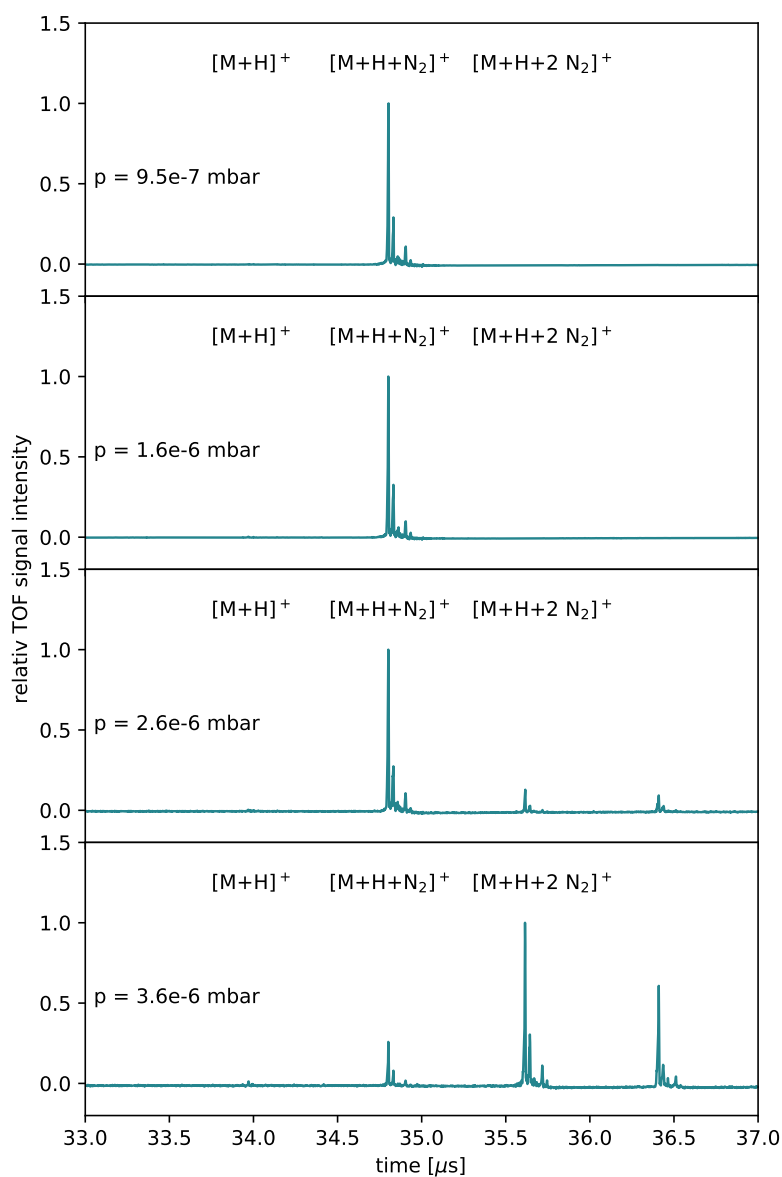 1.5
[M+H]⁺ [M+H+N₂]⁺ [M+H+2 N₂]⁺
1.0
p = 9.5e-7 mbar
0.5
0.0
1.5
[M+H]⁺ [M+H+N₂]⁺ [M+H+2 N₂]⁺
1.0
p = 1.6e-6 mbar
0.5
0.0
relativ TOF signal intensity
1.5
[M+H]⁺ [M+H+N₂]⁺ [M+H+2 N₂]⁺
1.0
p = 2.6e-6 mbar
0.5
0.0
1.5
[M+H]⁺ [M+H+N₂]⁺ [M+H+2 N₂]⁺
1.0
p = 3.6e-6 mbar
0.5
0.0
33.0 33.5 34.0 34.5 35.0 35.5 36.0 36.5 37.0
time [μs]